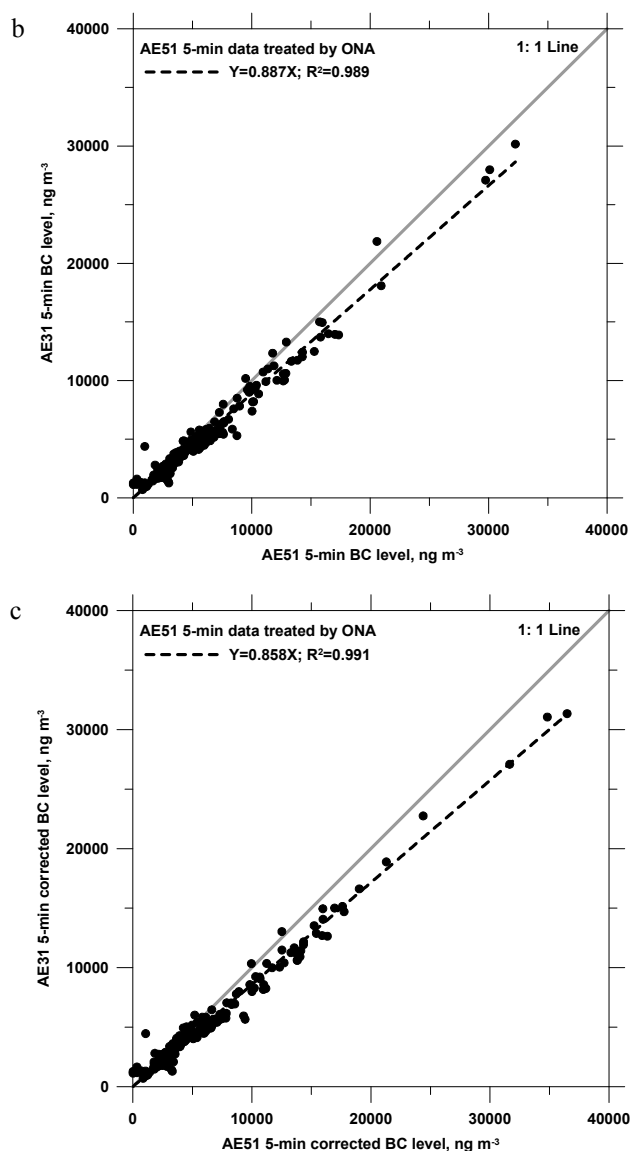 b
40000
AE51 5-min data treated by ONA
1: 1 Line
Y=0.887X; R²=0.989
30000
20000
10000
0
AE31 5-min BC level, ng m⁻³
0 10000 20000 30000 40000
AE51 5-min BC level, ng m⁻³
c
40000
AE51 5-min data treated by ONA
1: 1 Line
Y=0.858X; R²=0.991
30000
20000
10000
0
AE31 5-min corrected BC level, ng m⁻³
0 10000 20000 30000 40000
AE51 5-min corrected BC level, ng m⁻³